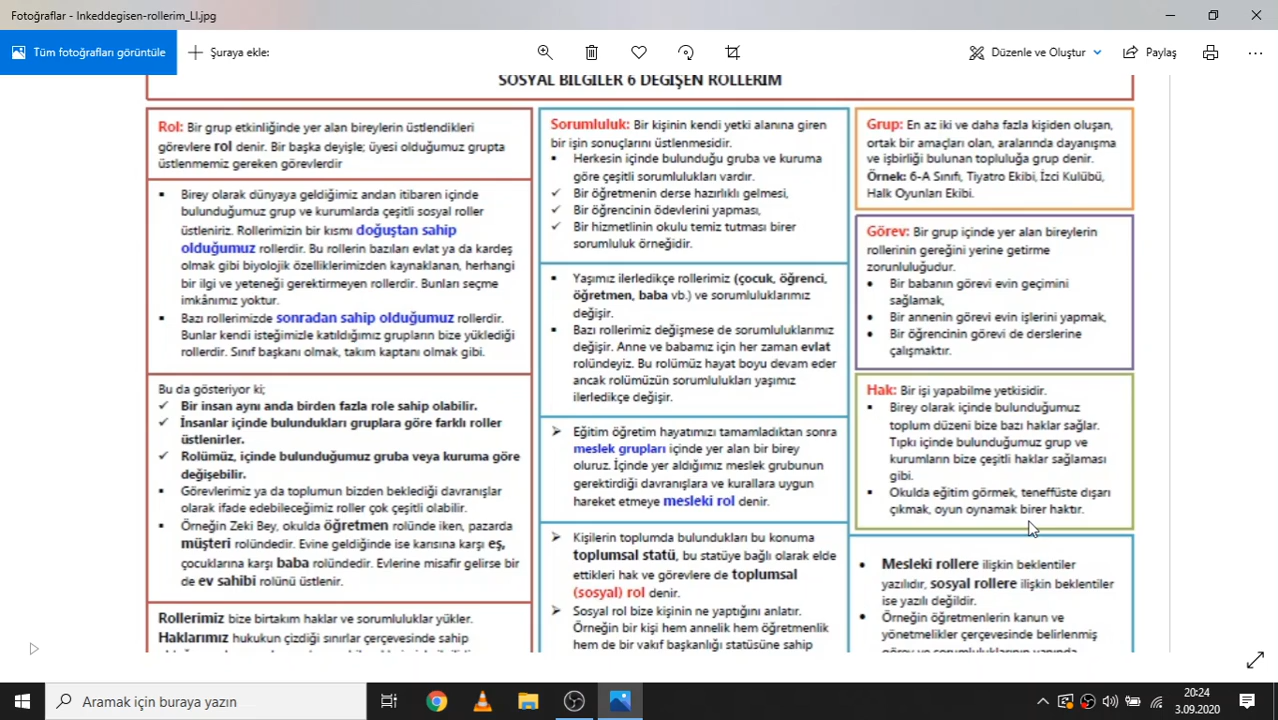 Fotoğraflar - Inkeddegisen-rollerim_LI.jpg
Tüm fotoğrafları görüntüle
Şuraya ekle:
Düzenle ve Oluştur
Paylaş
SOSYAL BİLGİLER 6 DEĞİŞEN ROLLERİM
Rol: Bir grup etkinliğinde yer alan bireylerin üstlendikleri
görevlere rol denir. Bir başka deyişle; üyesi olduğumuz grupta
üstlenmemiz gereken görevlerdir
Birey olarak dünyaya geldiğimiz andan itibaren içinde
bulunduğumuz grup ve kurumlarda çeşitli sosyal roller
üstleniriz. Rollerimizin bir kısmı doğuştan sahip
olduğumuz rollerdir. Bu rollerin bazıları evlat ya da kardeş
olmak gibi biyolojik özelliklerimizden kaynaklanan, herhangi
bir ilgi ve yeteneği gerektirmeyen rollerdir. Bunları seçme
imkânımız yoktur.
Bazı rollerimizde sonradan sahip olduğumuz rollerdir.
Bunlar kendi isteğimizle katıldığımız grupların bize yüklediği
rollerdir. Sınıf başkanı olmak, takım kaptanı olmak gibi.
Bu da gösteriyor ki;
✓ Bir insan aynı anda birden fazla role sahip olabilir.
✓ İnsanlar içinde bulundukları gruplara göre farklı roller
üstlenirler.
✓ Rolümüz, içinde bulunduğumuz gruba veya kuruma göre
değişebilir.
Görevlerimiz ya da toplumun bizden beklediği davranışlar
olarak ifade edebileceğimiz roller çok çeşitli olabilir.
Örneğin Zeki Bey, okulda öğretmen rolünde iken, pazarda
müşteri rolündedir. Evine geldiğinde ise karısına karşı eş,
çocuklarına karşı baba rolündedir. Evlerine misafir gelirse bir
de ev sahibi rolünü üstlenir.
Rollerimiz bize birtakım haklar ve sorumluluklar yükler.
Haklarımız hukukun çizdiği sınırlar çerçevesinde sahip
Sorumluluk: Bir kişinin kendi yetki alanına giren
bir işin sonuçlarını üstlenmesidir.
Herkesin içinde bulunduğu gruba ve kuruma
göre çeşitli sorumlulukları vardır.
✓ Bir öğretmenin derse hazırlıklı gelmesi,
✓ Bir öğrencinin ödevlerini yapması,
✓ Bir hizmetlinin okulu temiz tutması birer
sorumluluk örneğidir.
Yaşımız ilerledikçe rollerimiz (çocuk, öğrenci,
öğretmen, baba vb.) ve sorumluluklarımız
değişir.
Bazı rollerimiz değişmese de sorumluluklarımız
değişir. Anne ve babamız için her zaman evlat
rolündeyiz. Bu rolümüz hayat boyu devam eder
ancak rolümüzün sorumlulukları yaşımız
ilerledikçe değişir.
Eğitim öğretim hayatımızı tamamladıktan sonra
meslek grupları içinde yer alan bir birey
oluruz. İçinde yer aldığımız meslek grubunun
gerektirdiği davranışlara ve kurallara uygun
hareket etmeye mesleki rol denir.
Kişilerin toplumda bulundukları bu konuma
toplumsal statü, bu statüye bağlı olarak elde
ettikleri hak ve görevlere de toplumsal
(sosyal) rol denir.
Sosyal rol bize kişinin ne yaptığını anlatır.
Örneğin bir kişi hem annelik hem öğretmenlik
hem de bir vakıf başkanlığı statüsüne sahip
Grup: En az iki ve daha fazla kişiden oluşan,
ortak bir amaçları olan, aralarında dayanışma
ve işbirliği bulunan topluluğa grup denir.
Örnek: 6-A Sınıfı, Tiyatro Ekibi, İzci Kulübü,
Halk Oyunları Ekibi.
Görev: Bir grup içinde yer alan bireylerin
rollerinin gereğini yerine getirme
zorunluluğudur.
Bir babanın görevi evin geçimini
sağlamak,
Bir annenin görevi evin işlerini yapmak,
Bir öğrencinin görevi de derslerine
çalışmaktır.
Hak: Bir işi yapabilme yetkisidir.
Birey olarak içinde bulunduğumuz
toplum düzeni bize bazı haklar sağlar.
Tıpkı içinde bulunduğumuz grup ve
kurumların bize çeşitli haklar sağlaması
gibi.
Okulda eğitim görmek, teneffüste dışarı
çıkmak, oyun oynamak birer haktır.
Mesleki rollere ilişkin beklentiler
yazılıdır, sosyal rollere ilişkin beklentiler
ise yazılı değildir.
Örneğin öğretmenlerin kanun ve
yönetmelikler çerçevesinde belirlenmiş
görev ve sorumluluklarının yanında
Aramak için buraya yazın
20:24
3.09.2020